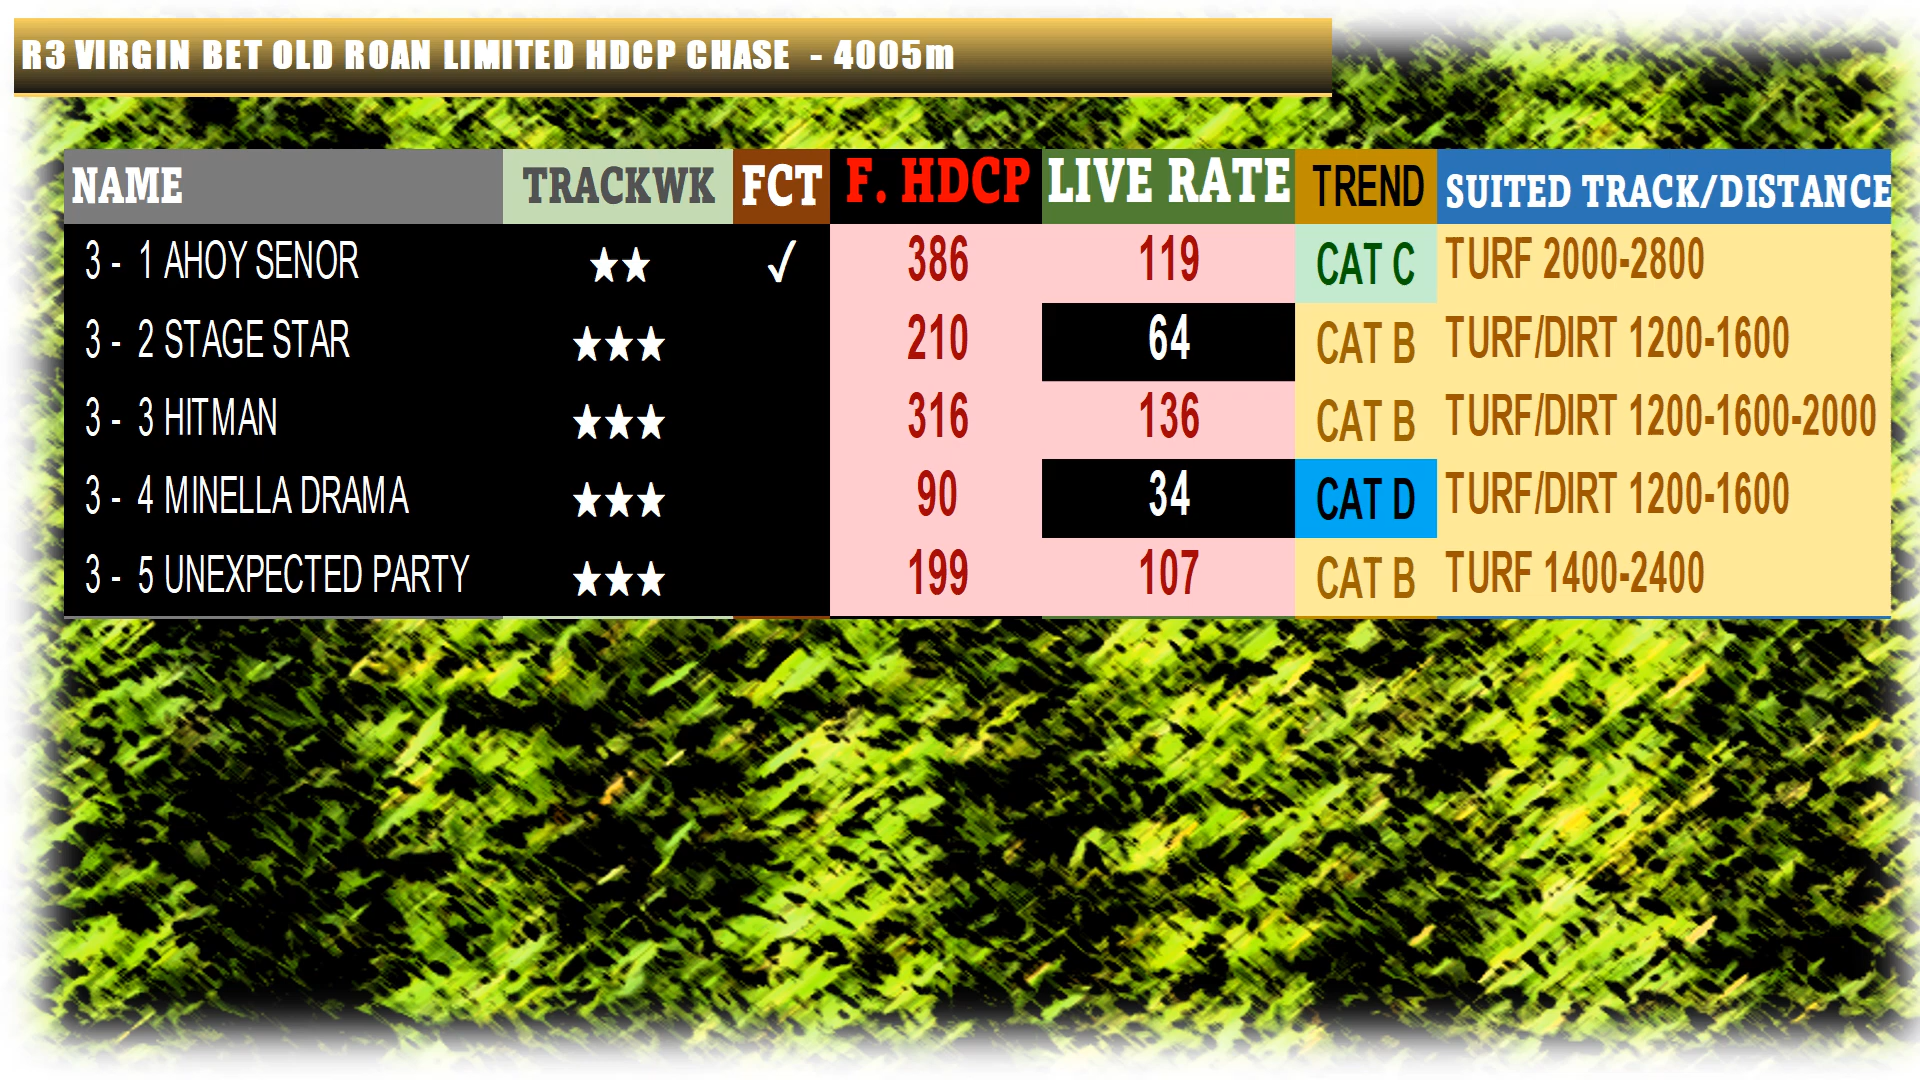 R3 VIRGIN BET OLD ROAN LIMITED HDCP CHASE - 4005m
NAME TRACKWK FCT F. HDCP LIVE RATE TREND SUITED TRACK/DISTANCE
3 - 1 AHOY SENOR ★★ ✓ 386 119 CAT C TURF 2000-2800
3 - 2 STAGE STAR ★★★ 210 64 CAT B TURF/DIRT 1200-1600
3 - 3 HITMAN ★★★ 316 136 CAT B TURF/DIRT 1200-1600-2000
3 - 4 MINELLA DRAMA ★★★ 90 34 CAT D TURF/DIRT 1200-1600
3 - 5 UNEXPECTED PARTY ★★★ 199 107 CAT B TURF 1400-2400